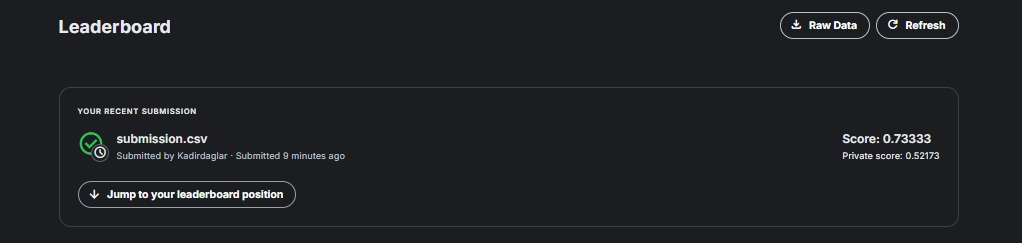 Leaderboard
Raw Data
Refresh
YOUR RECENT SUBMISSION
submission.csv
Score: 0.73333
Submitted by Kadirdaglar · Submitted 9 minutes ago
Private score: 0.52173
Jump to your leaderboard position